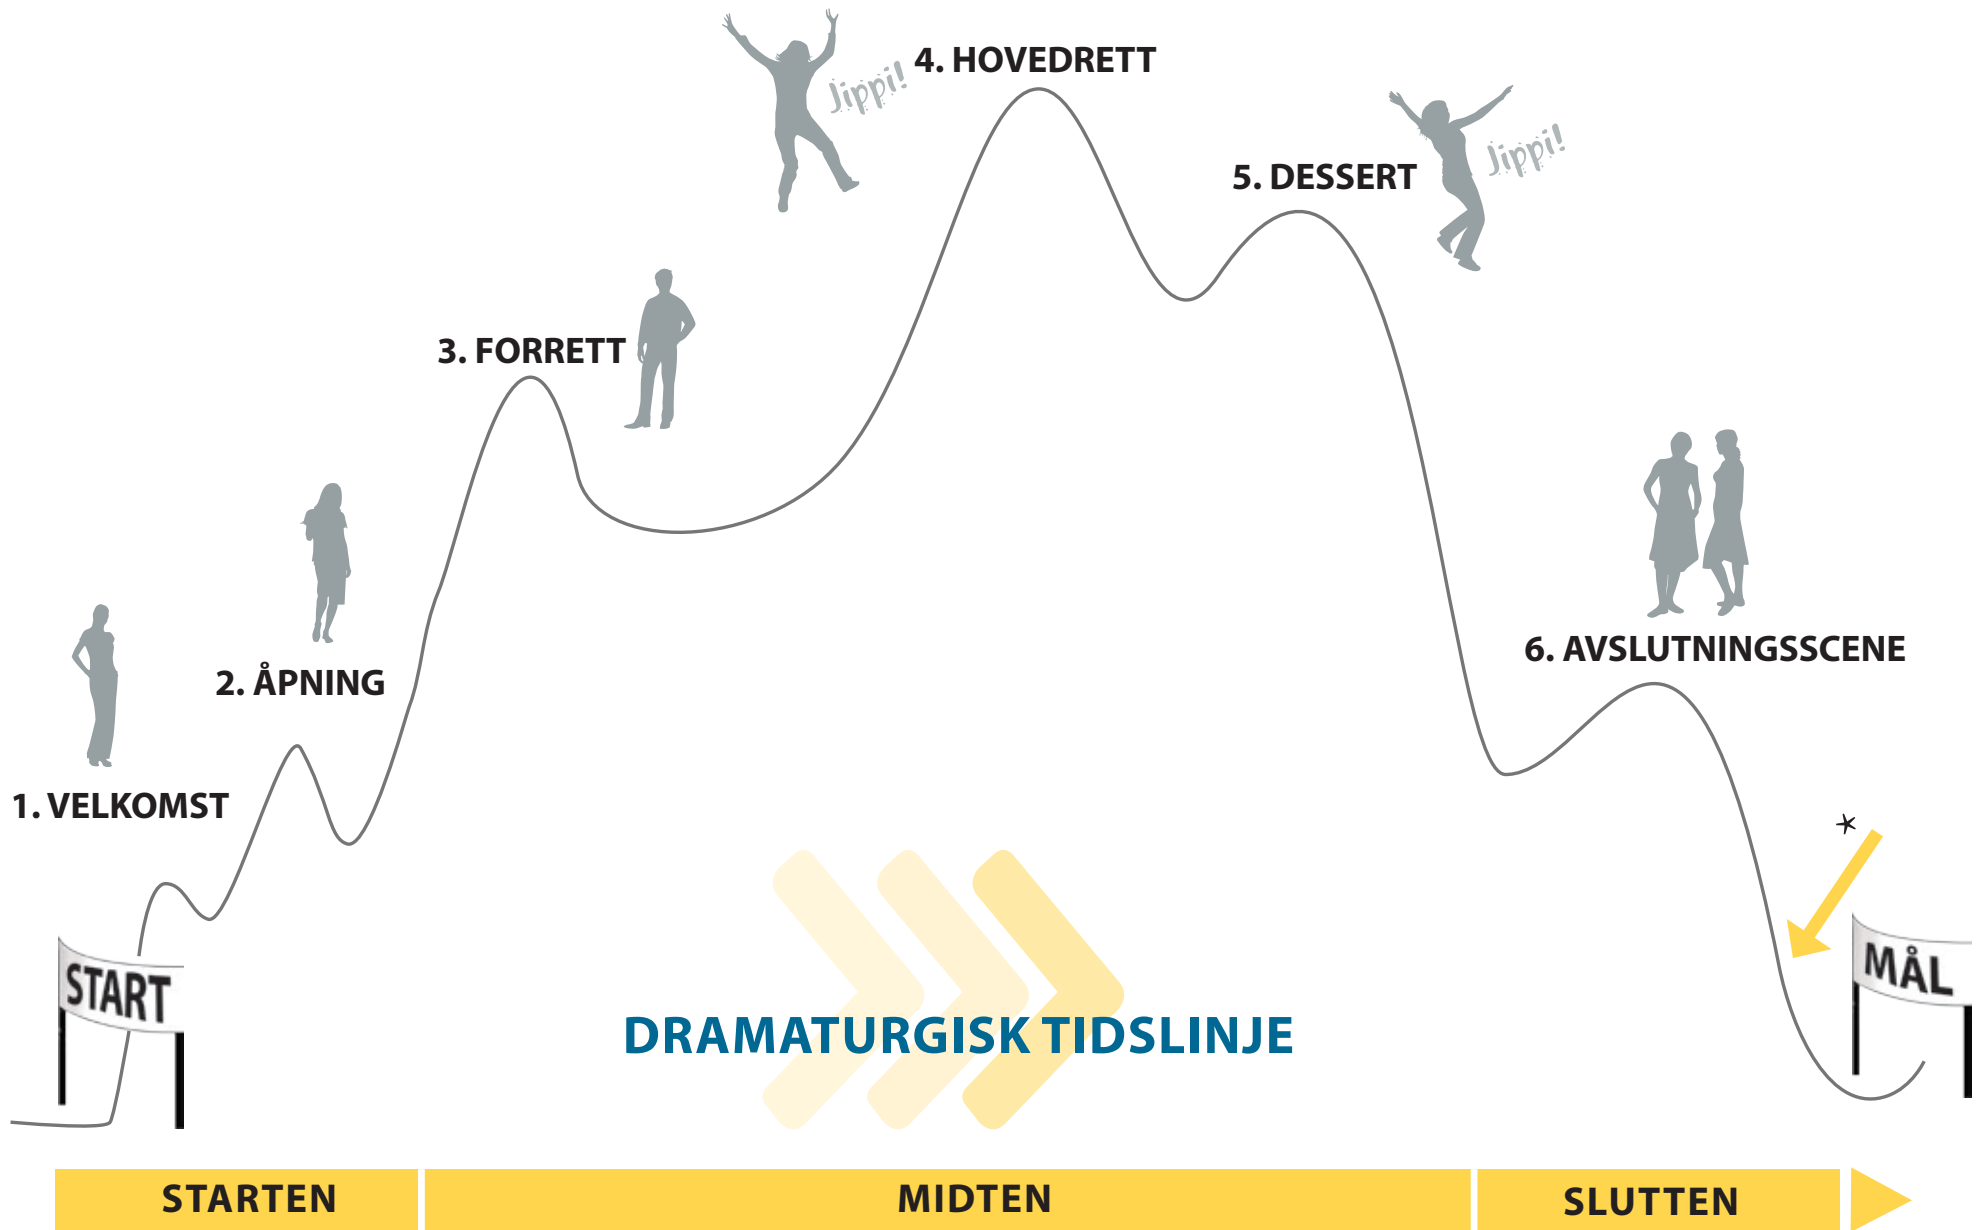 4. HOVEDRETT
Jippi!
5. DESSERT
Jippi!
3. FORRETT
6. AVSLUTNINGSSCENE
2. ÅPNING
1. VELKOMST
*
START
MÅL
DRAMATURGISK TIDSLINJE
STARTEN
MIDTEN
SLUTTEN